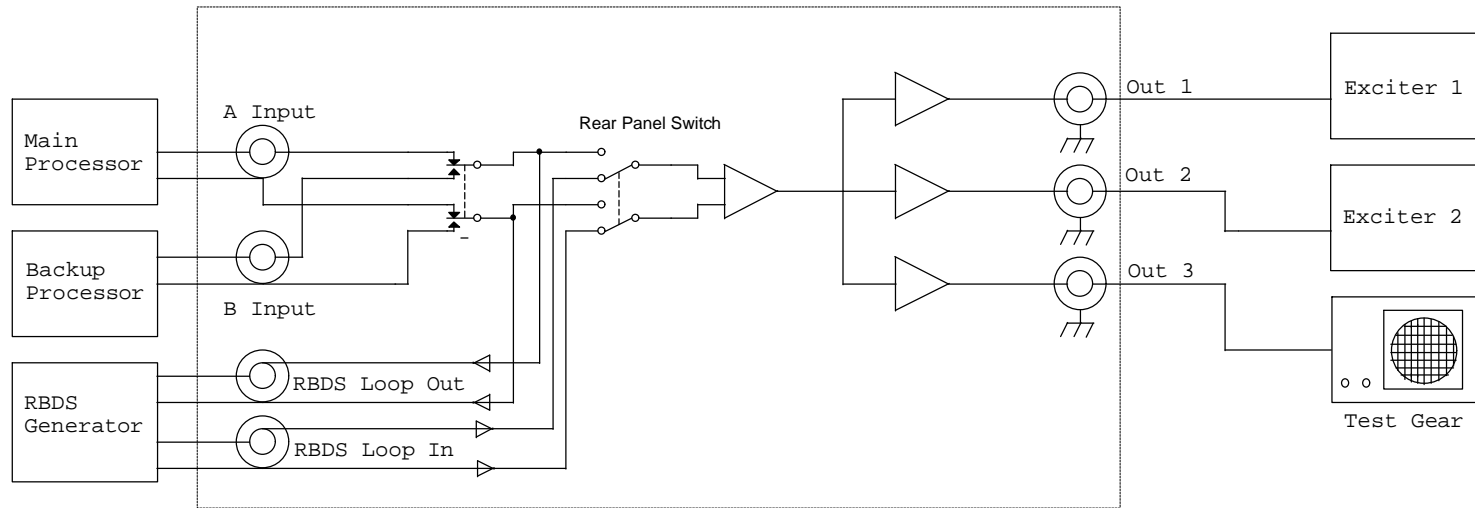 Main
Processor
A Input
Backup
Processor
B Input
RBDS
Generator
RBDS Loop Out
RBDS Loop In
Rear Panel Switch
Out 1
Out 2
Out 3
Exciter 1
Exciter 2
Test Gear